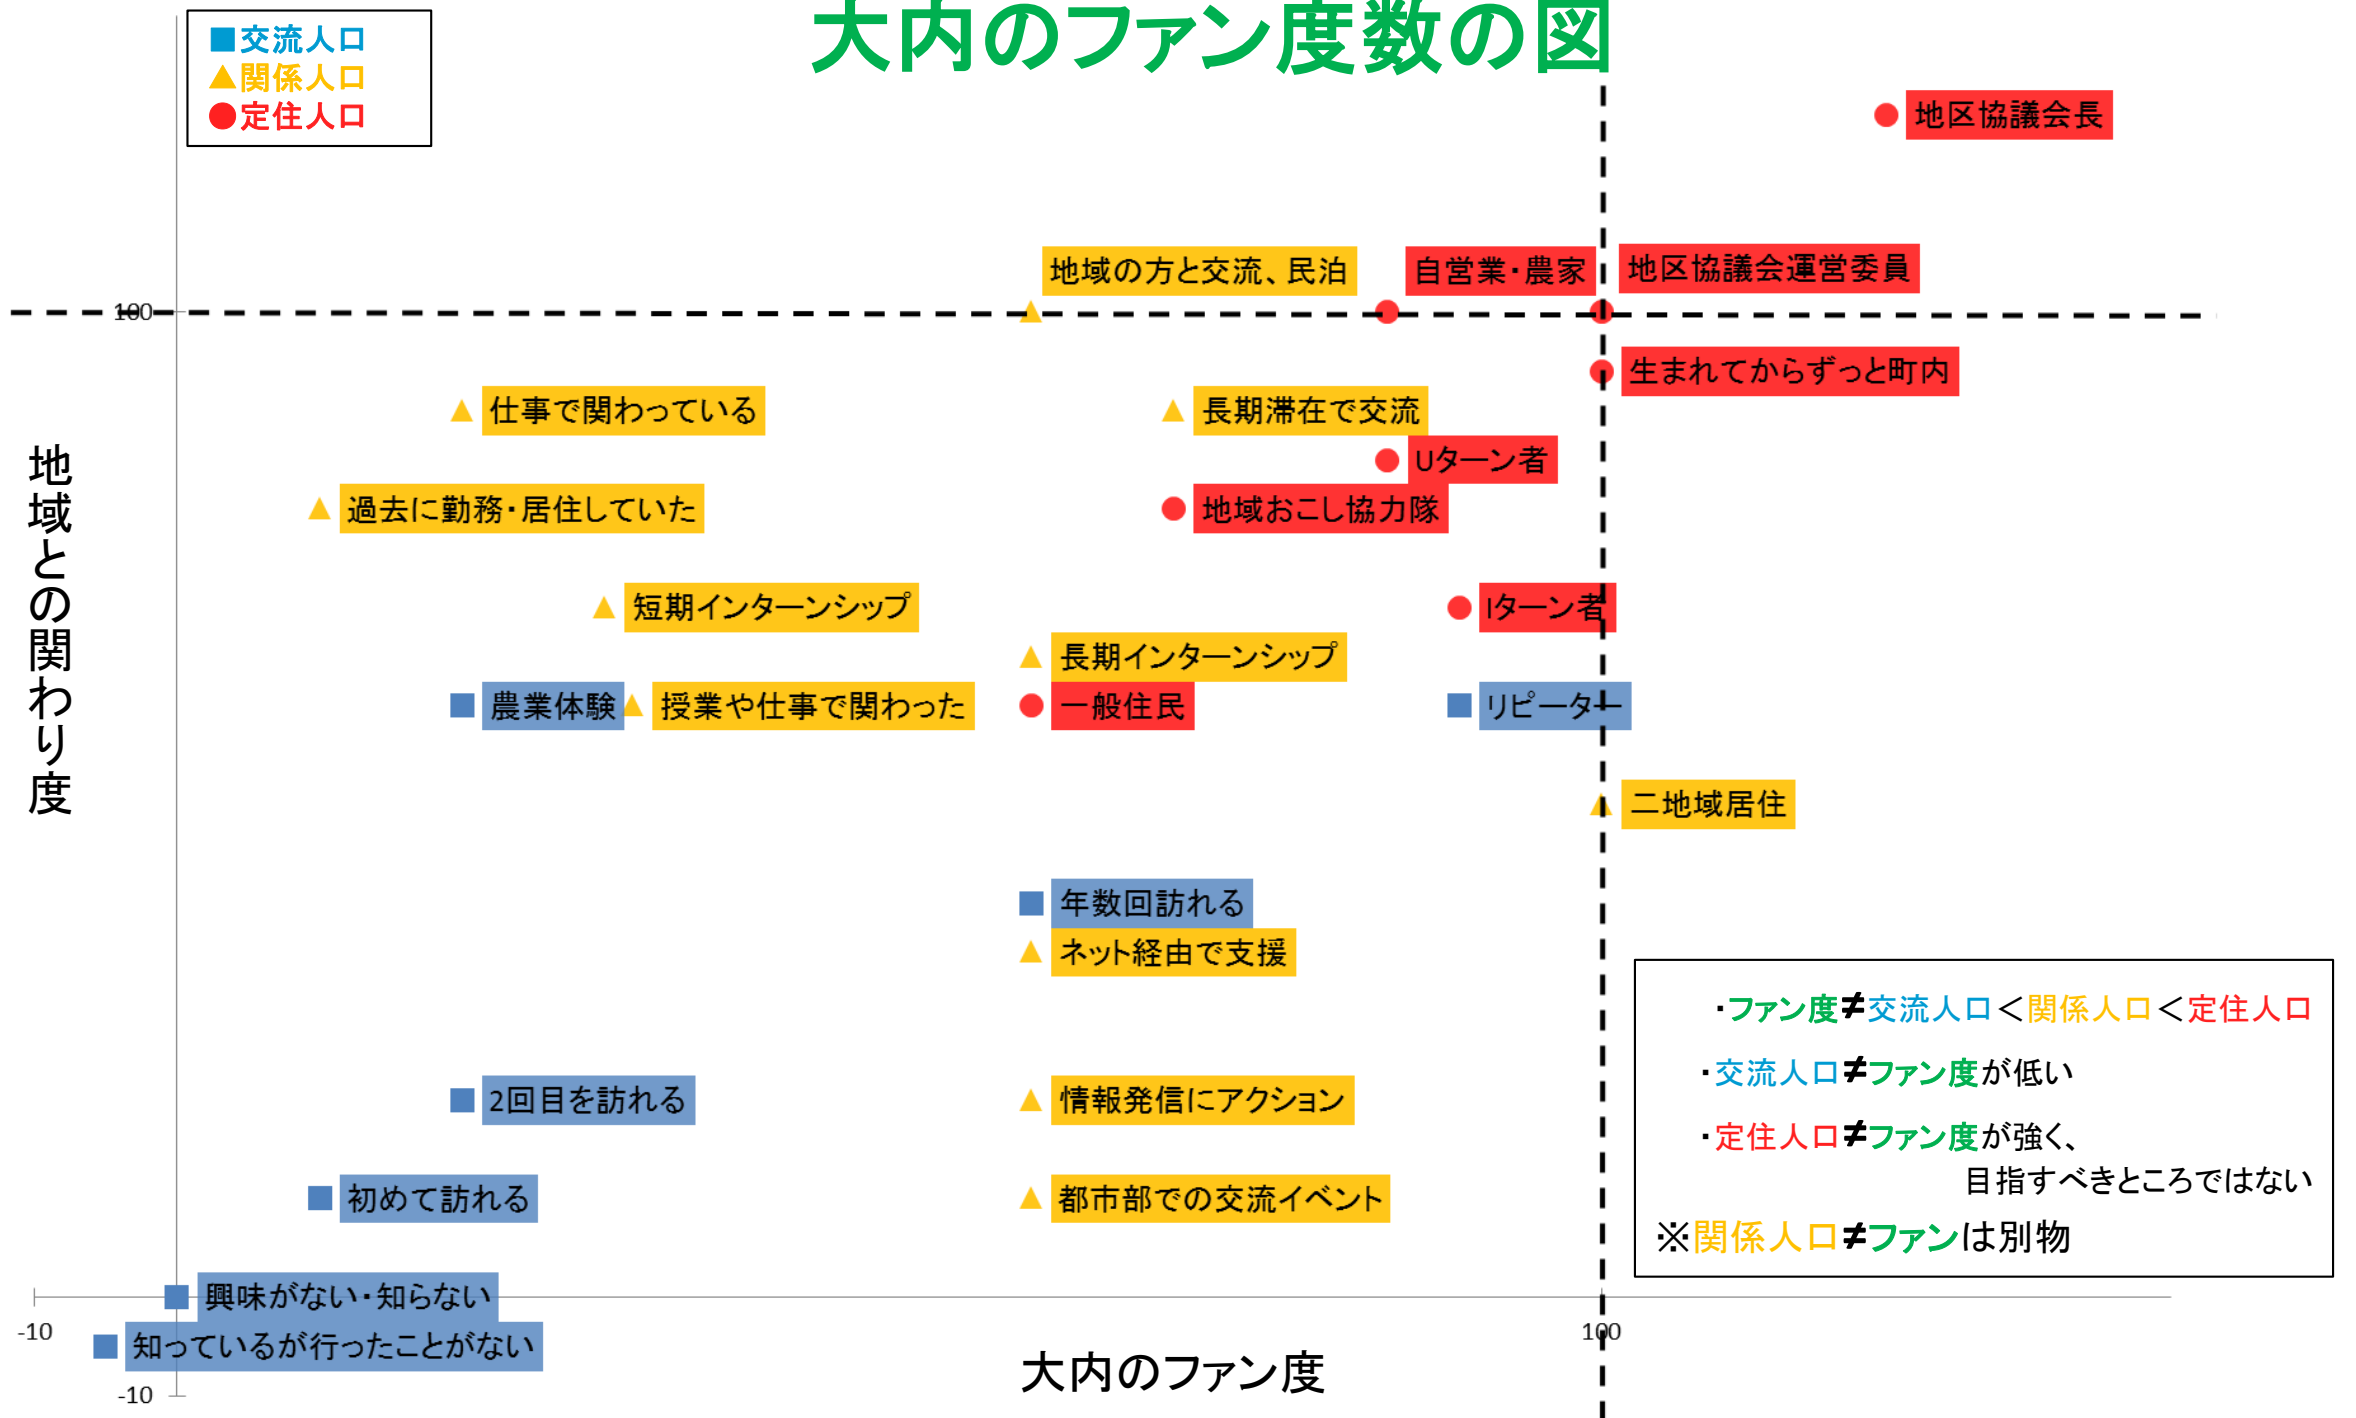 大内のファン度数の図
■交流人口
▲関係人口
●定住人口
地区協議会長
地域の方と交流、民泊
自営業・農家
地区協議会運営委員
100
生まれてからずっと町内
仕事で関わっている
長期滞在で交流
Uターン者
過去に勤務・居住していた
地域おこし協力隊
短期インターンシップ
Iターン者
長期インターンシップ
農業体験
授業や仕事で関わった
一般住民
リピーター
二地域居住
地域との関わり度
年数回訪れる
ネット経由で支援
2回目を訪れる
情報発信にアクション
初めて訪れる
都市部での交流イベント
興味がない・知らない
知っているが行ったことがない
-10
-10
100
大内のファン度
・ファン度≠交流人口＜関係人口＜定住人口
・交流人口≠ファン度が低い
・定住人口≠ファン度が強く、
目指すべきところではない
※関係人口≠ファンは別物